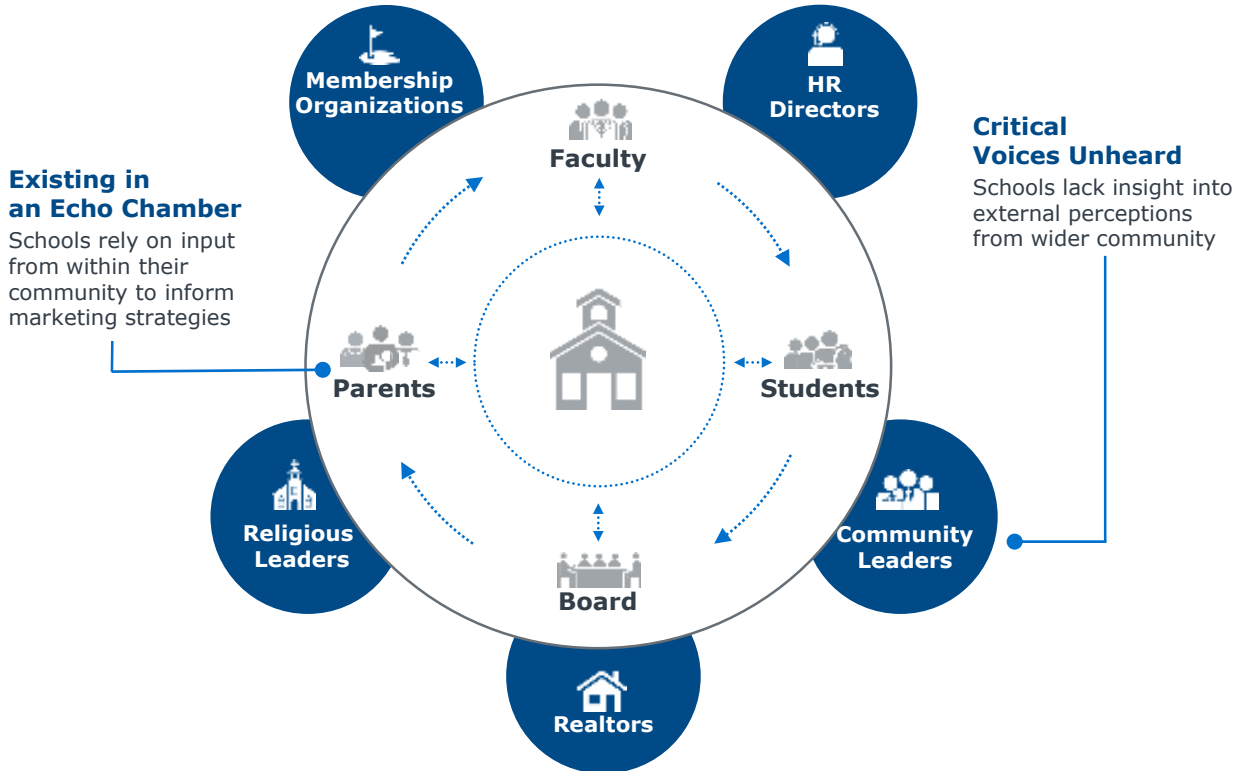 Membership
Organizations
HR
Directors
Existing in
an Echo Chamber
Schools rely on input
from within their
community to inform
marketing strategies
Faculty
Critical
Voices Unheard
Schools lack insight into
external perceptions
from wider community
Parents
Students
Religious
Leaders
Board
Community
Leaders
Realtors